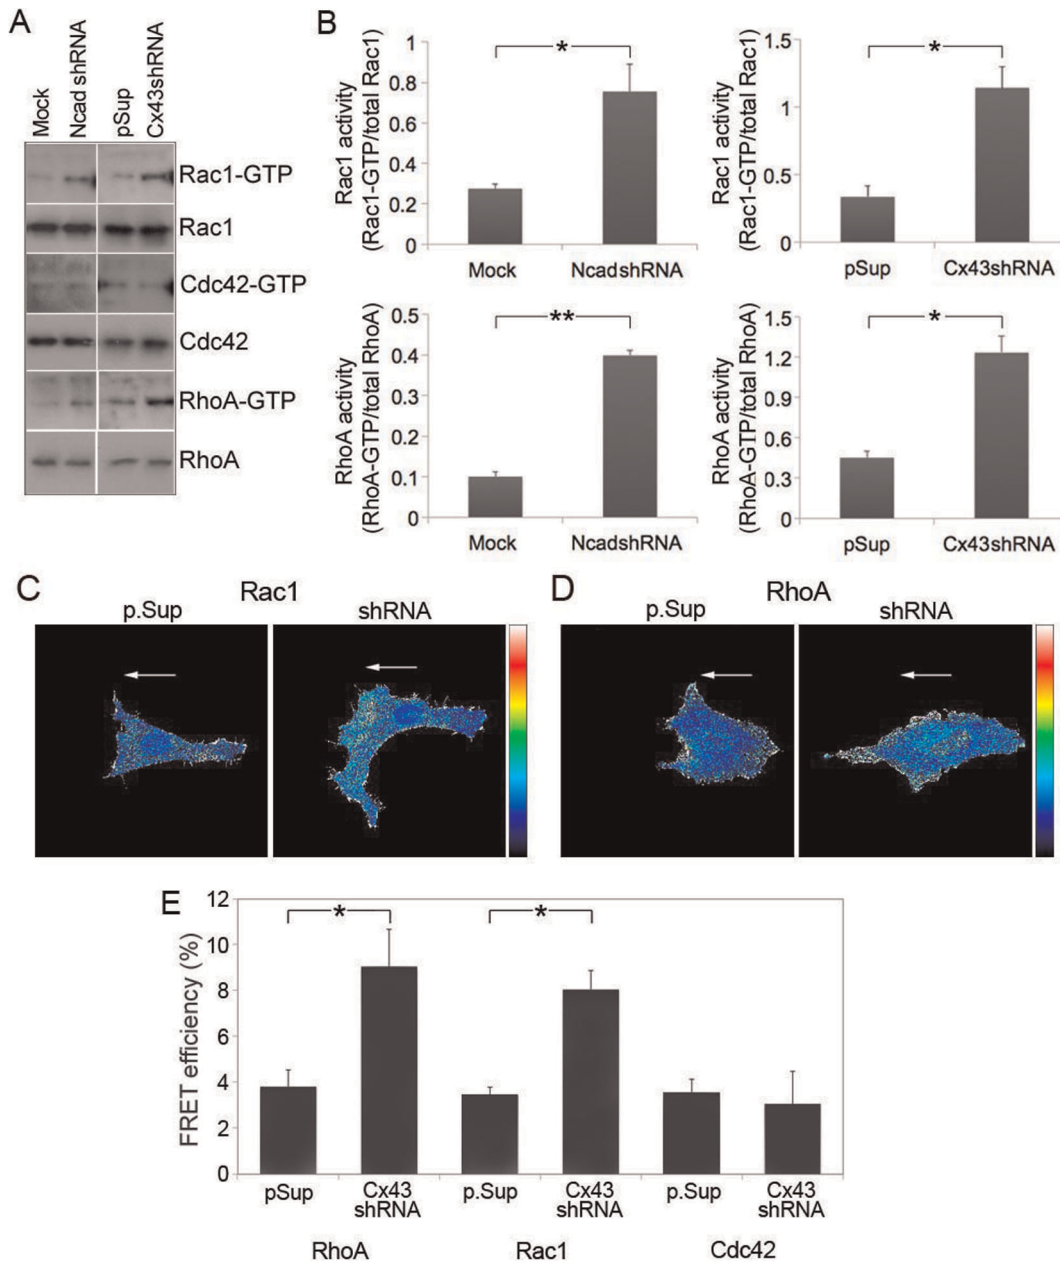 A
Mock
Ncad shRNA
pSup
Cx43shRNA
Rac1-GTP
Rac1
Cdc42-GTP
Cdc42
RhoA-GTP
RhoA
B
Rac1 activity
(Rac1-GTP/total Rac1)
1
0.8
0.6
0.4
0.2
0
*
Mock
NcadshRNA
Rac1 activity
(Rac1-GTP/total Rac1)
1.5
1
0.5
0
*
pSup
Cx43shRNA
RhoA activity
(RhoA-GTP/total RhoA)
0.5
0.4
0.3
0.2
0.1
0
**
Mock
NcadshRNA
RhoA activity
(RhoA-GTP/total RhoA)
1.5
1.2
0.9
0.6
0.3
0
*
pSup
Cx43shRNA
C
Rac1
p.Sup
shRNA
D
RhoA
p.Sup
shRNA
E
FRET efficiency (%)
12
10
8
6
4
2
0
*
*
pSup
Cx43
shRNA
p.Sup
Cx43
shRNA
p.Sup
Cx43
shRNA
RhoA
Rac1
Cdc42